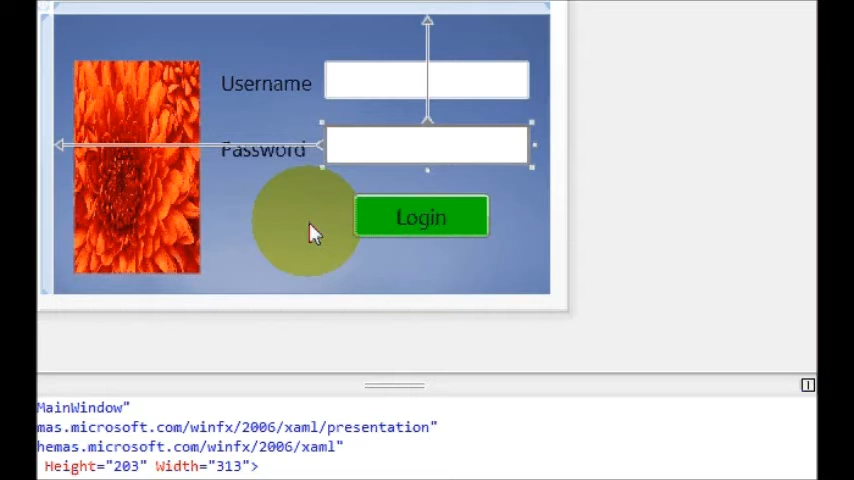 Username
Password
Login
MainWindow"
mas.microsoft.com/winfx/2006/xaml/presentation"
hemas.microsoft.com/winfx/2006/xaml"
Height="203" Width="313">